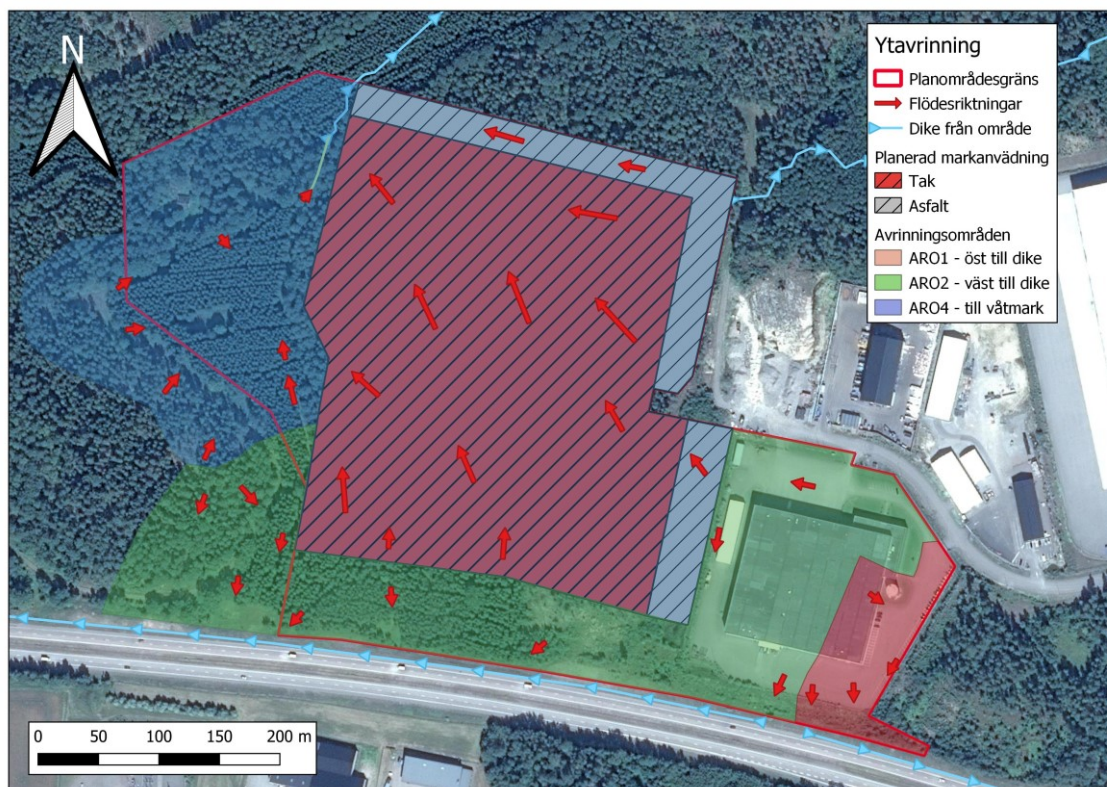 N
Ytavrinning
Planområdesgräns
Flödesriktningar
Dike från område
Planerad markanvädning
Tak
Asfalt
Avrinningsområden
ARO1 - öst till dike
ARO2 - väst till dike
ARO4 - till våtmark
0 50 100 150 200 m